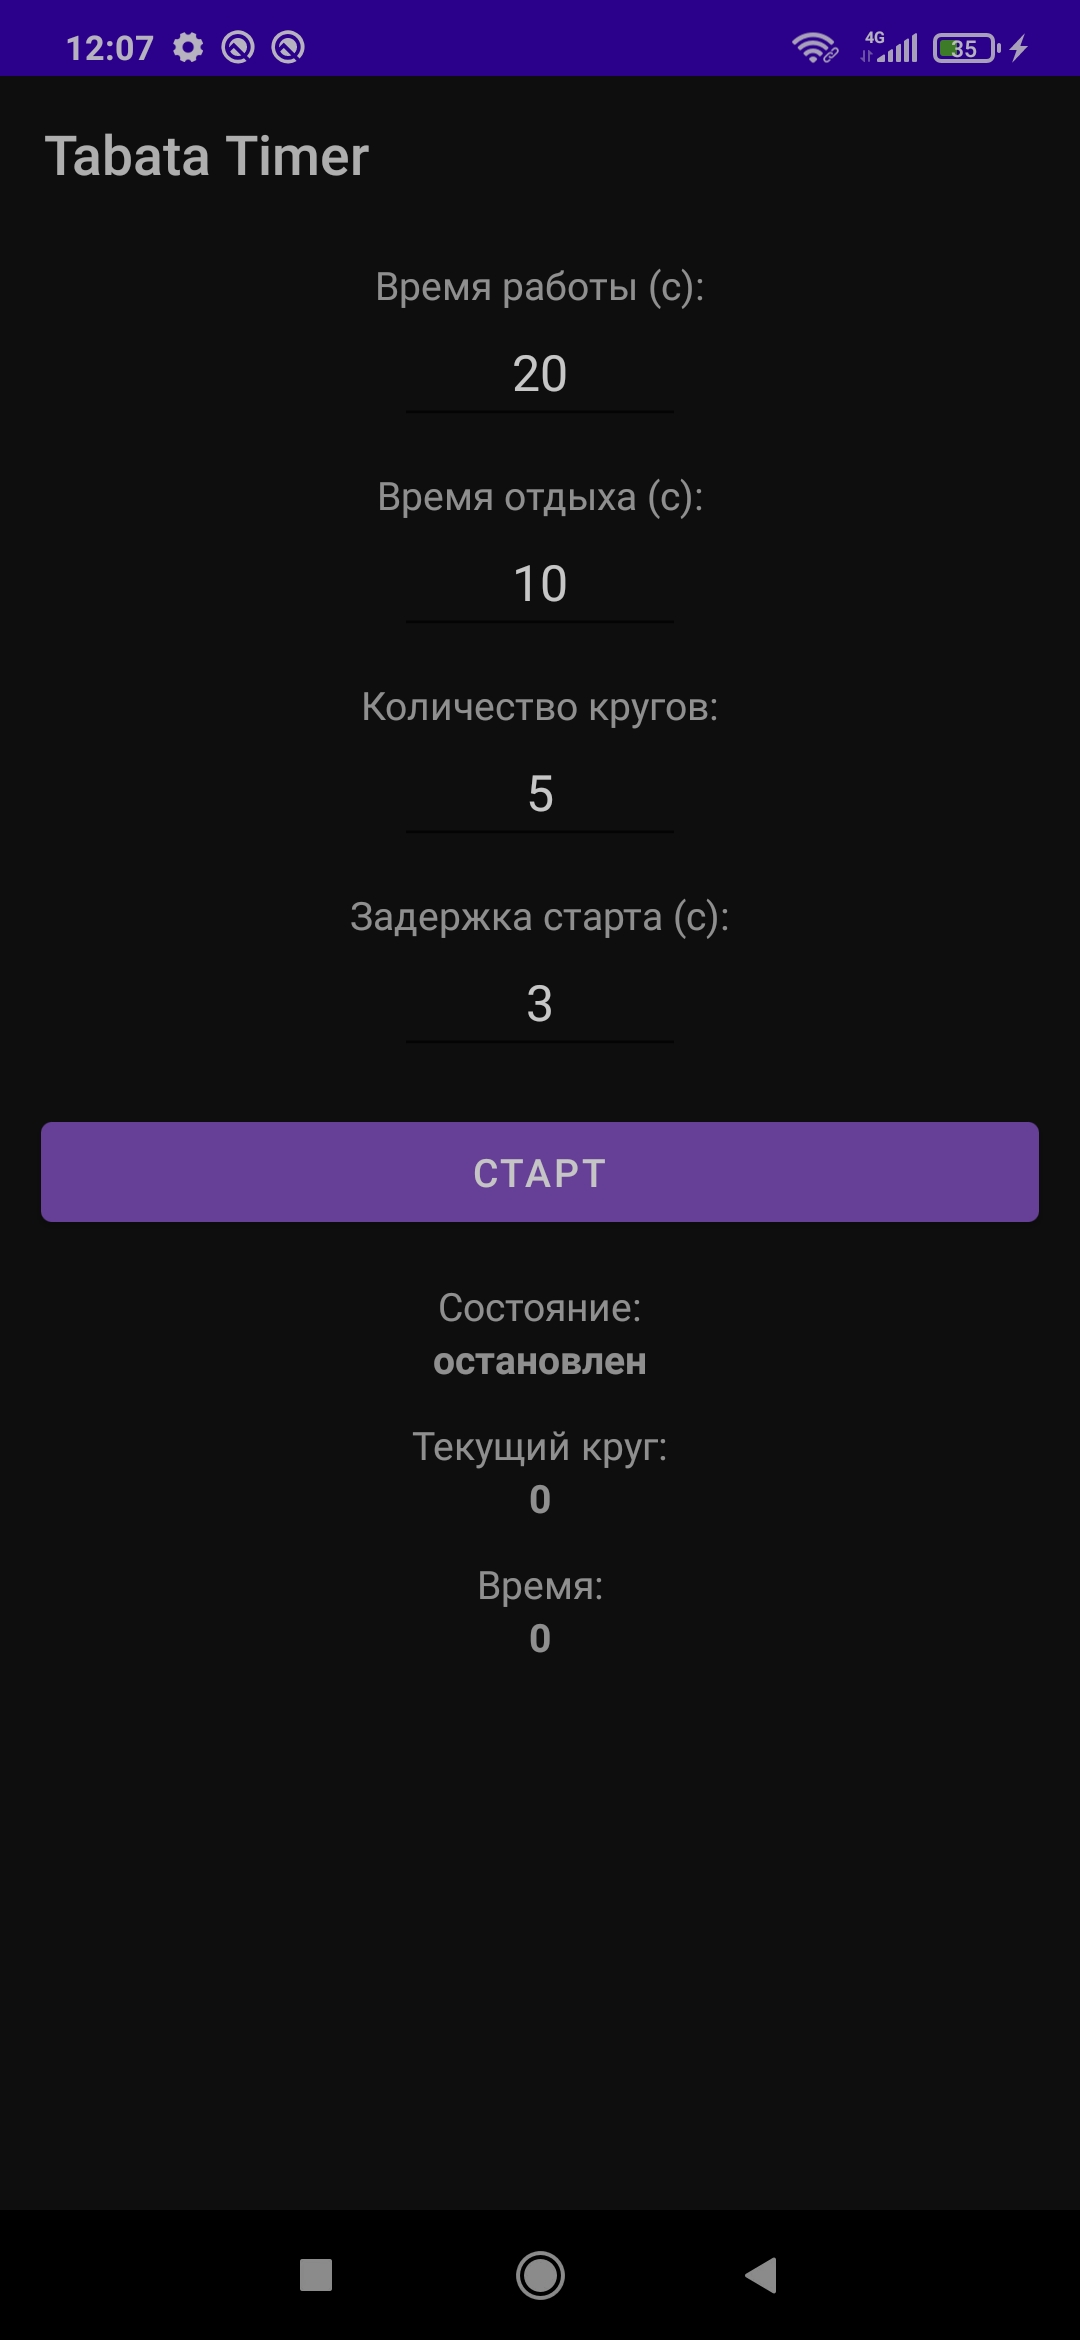 12:07 4G 35
Tabata Timer
Время работы (с):
20
Время отдыха (с):
10
Количество кругов:
5
Задержка старта (с):
3
СТАРТ
Состояние:
остановлен
Текущий круг:
0
Время:
0